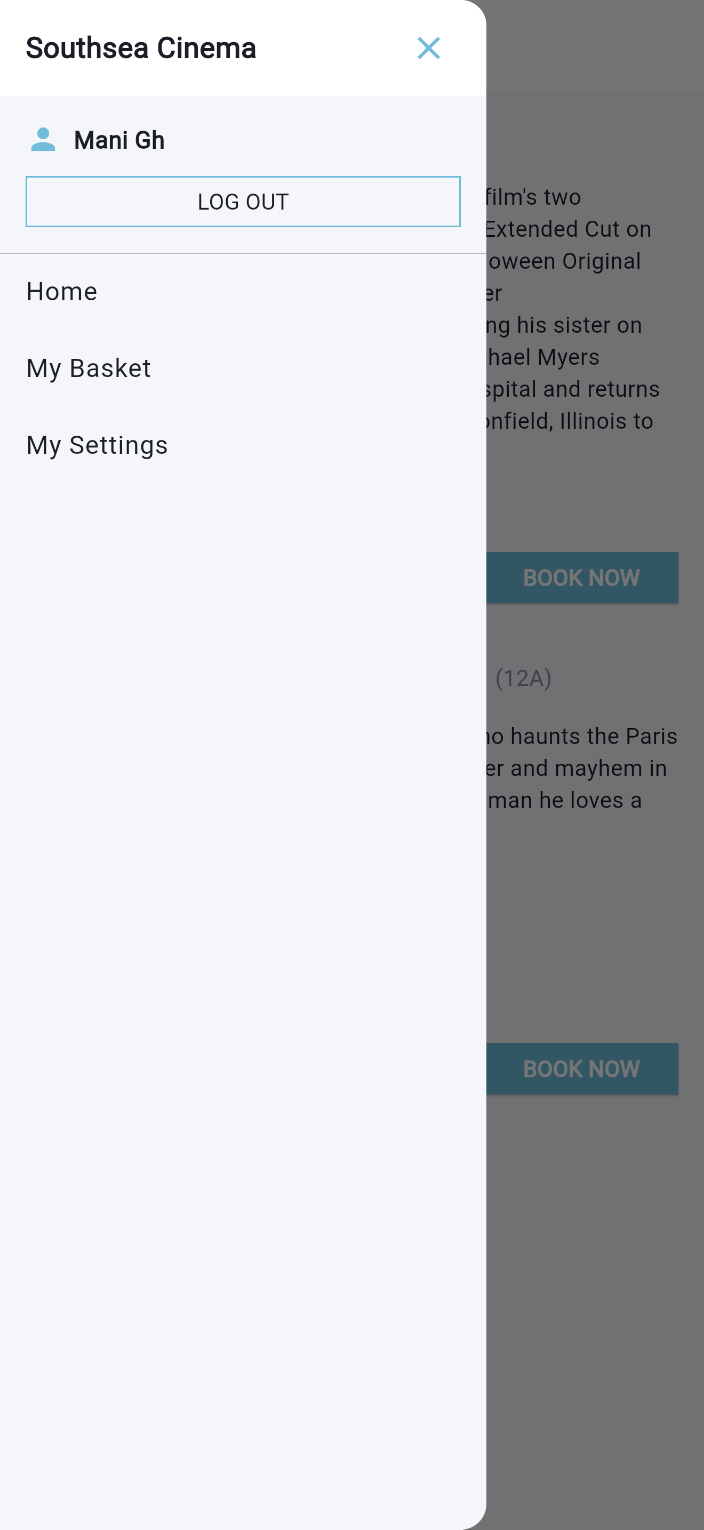 Southsea Cinema
Mani Gh
LOG OUT
Home
My Basket
My Settings
film's two
Extended Cut on
oween Original
er
ng his sister on
hael Myers
spital and returns
onfield, Illinois to
BOOK NOW
(12A)
ho haunts the Paris
er and mayhem in
man he loves a
BOOK NOW